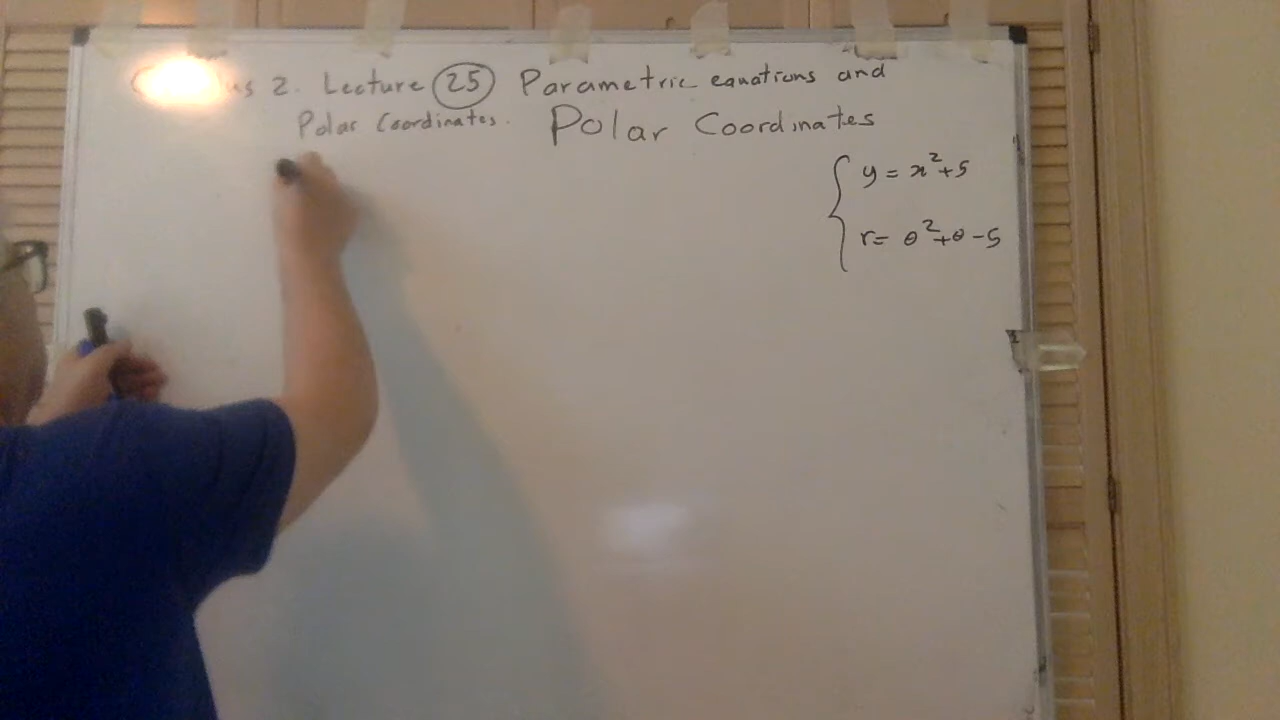 2. Lecture 25 Parametric equations and
Polar Coordinates. Polar Coordinates
y = x²+5
r = θ²+θ-5